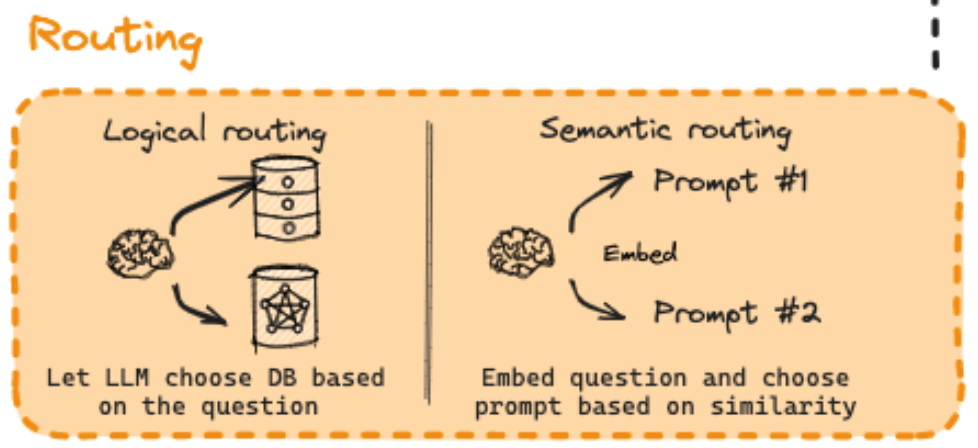 Routing
Logical routing
Let LLM choose DB based
on the question
Semantic routing
Prompt #1
Embed
Prompt #2
Embed question and choose
prompt based on similarity